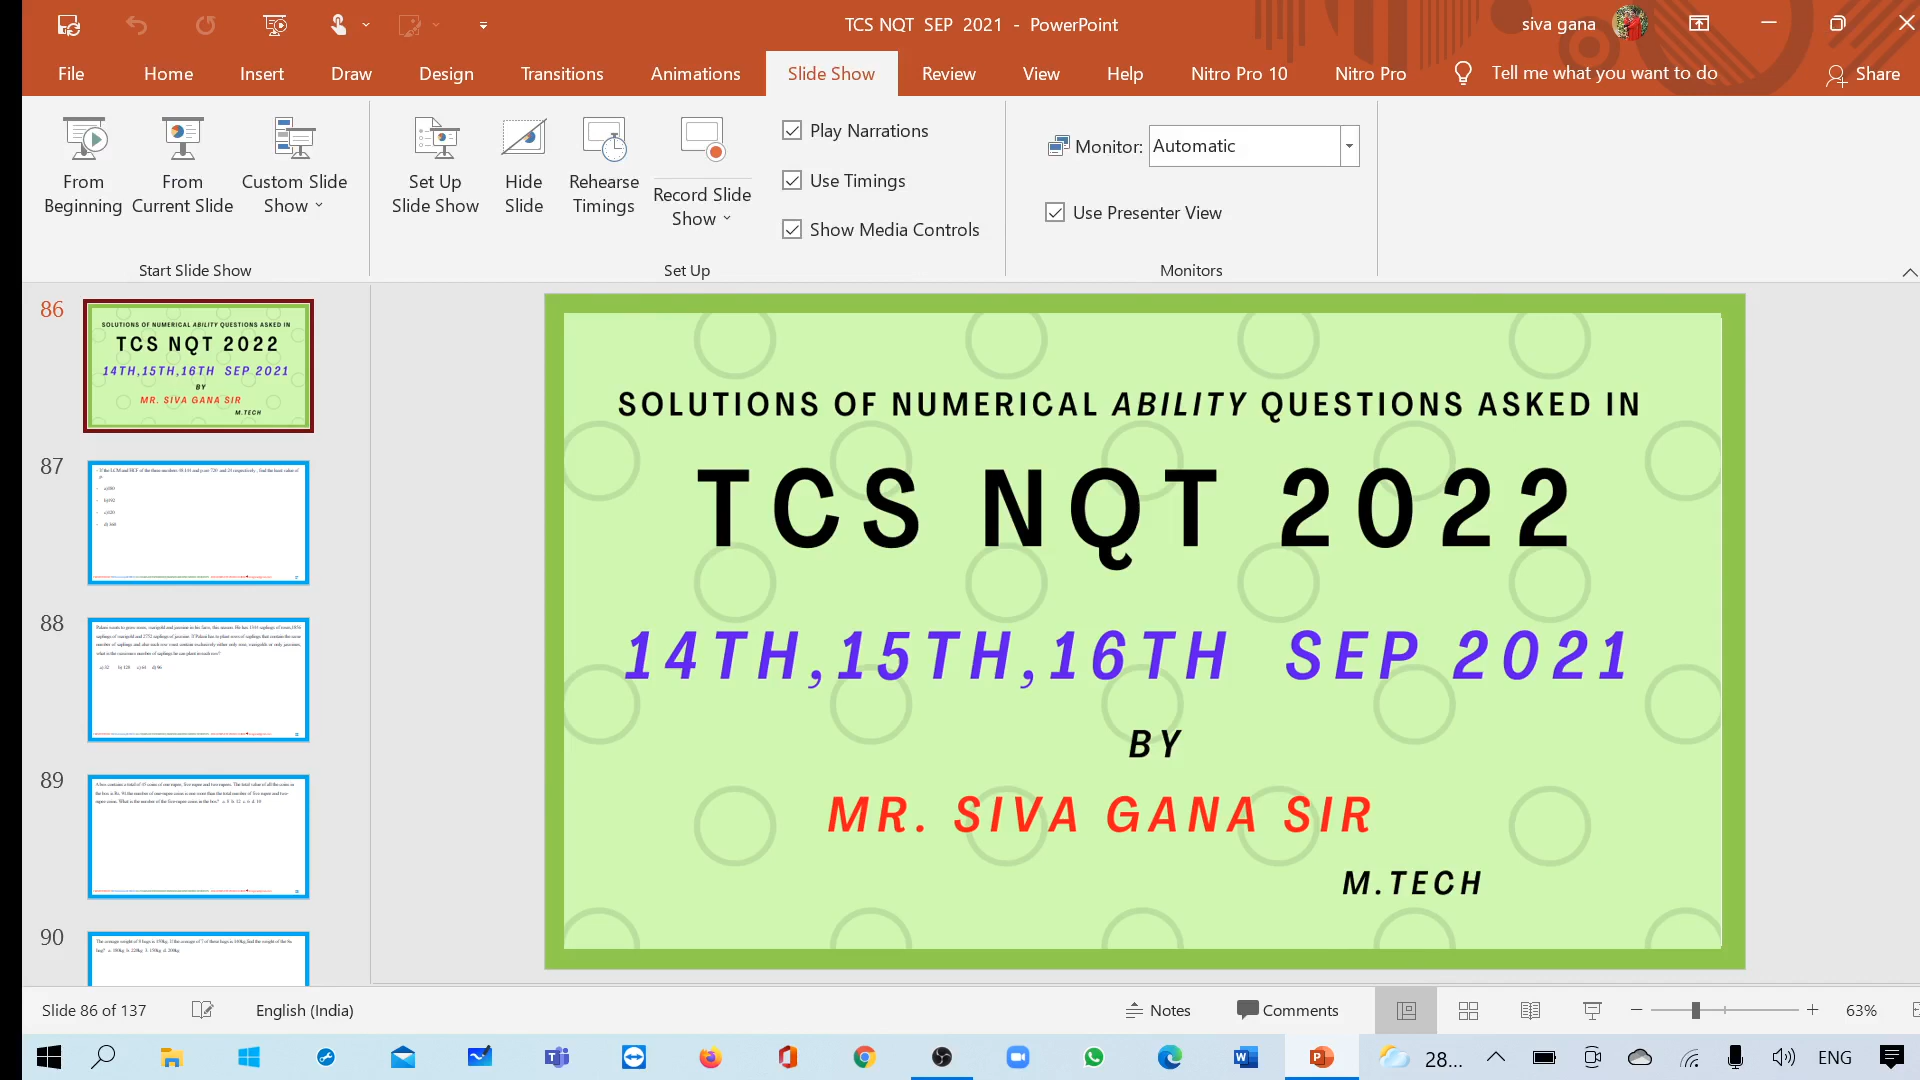 TCS NQT SEP 2021 - PowerPoint
siva gana
File Home Insert Draw Design Transitions Animations Slide Show Review View Help Nitro Pro 10 Nitro Pro Tell me what you want to do Share
From Beginning
From Current Slide
Custom Slide Show
Set Up Slide Show
Hide Slide
Rehearse Timings
Record Slide Show
Play Narrations
Use Timings
Show Media Controls
Monitor: Automatic
Use Presenter View
Start Slide Show
Set Up
Monitors
86
SOLUTIONS OF NUMERICAL ABILITY QUESTIONS ASKED IN
TCS NQT 2022
14TH,15TH,16TH SEP 2021
BY
MR. SIVA GANA SIR
M.TECH
87
88
89
90
SOLUTIONS OF NUMERICAL ABILITY QUESTIONS ASKED IN
TCS NQT 2022
14TH,15TH,16TH SEP 2021
BY
MR. SIVA GANA SIR
M.TECH
Slide 86 of 137
English (India)
Notes
Comments
63%
28...
ENG